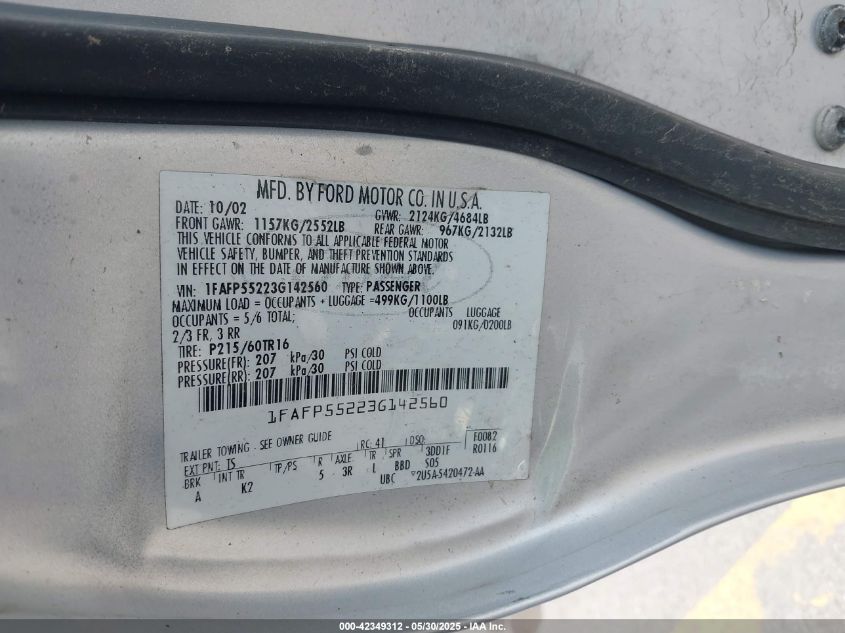 MFD. BY FORD MOTOR CO. IN U.S.A.
DATE: 10/02 GVWR: 2124KG/4684LB
FRONT GAWR: 1157KG/2552LB REAR GAWR: 967KG/2132LB
THIS VEHICLE CONFORMS TO ALL APPLICABLE FEDERAL MOTOR
VEHICLE SAFETY, BUMPER, AND THEFT PREVENTION STANDARDS
IN EFFECT ON THE DATE OF MANUFACTURE SHOWN ABOVE.
VIN: 1FAFP55223G142560 TYPE: PASSENGER
MAXIMUM LOAD = OCCUPANTS + LUGGAGE =499KG/1100LB
OCCUPANTS = 5/6 TOTAL; OCCUPANTS LUGGAGE
2/3 FR, 3 RR 091KG/0200LB
TIRE: P215/60TR16
PRESSURE(FR): 207 kPa/30 PSI COLD
PRESSURE(RR): 207 kPa/30 PSI COLD
1FAFP55223G142560
TRAILER TOWING - SEE OWNER GUIDE
EXT PNT: TS RC: 41 DSO: F0082
BRK INT TR TP/PS R AXLE TR SPR 3DD1F R0116
A K2 5 3R L BBD S05
UBC 2U5A-5420472-AA
000-42349312 - 05/30/2025 - IAA, Inc.